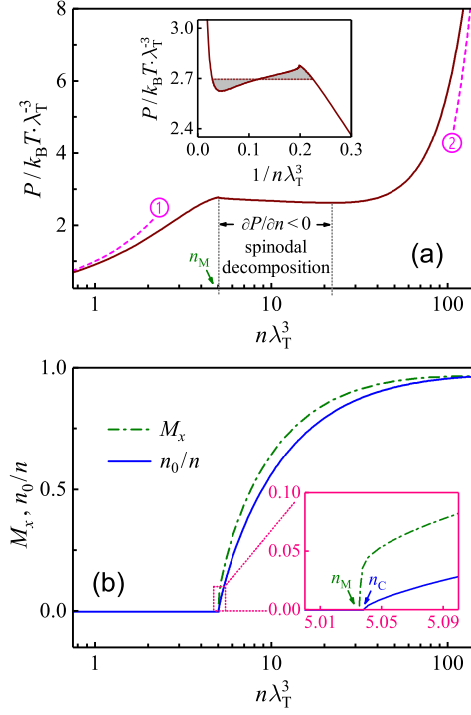 8
6
4
2
P/k_BT·λ_T^-3
3.0
2.7
2.4
P/k_BT·λ_T^-3
0.0 0.1 0.2 0.3
1/nλ_T^3
①
②
∂P/∂n<0
spinodal
decomposition
n_M
(a)
1 10 100
nλ_T^3
1.0
0.5
0.0
M_x, n_0/n
M_x
n_0/n
(b)
0.10
0.05
0.00
n_M
n_C
5.01 5.05 5.09
1 10 100
nλ_T^3